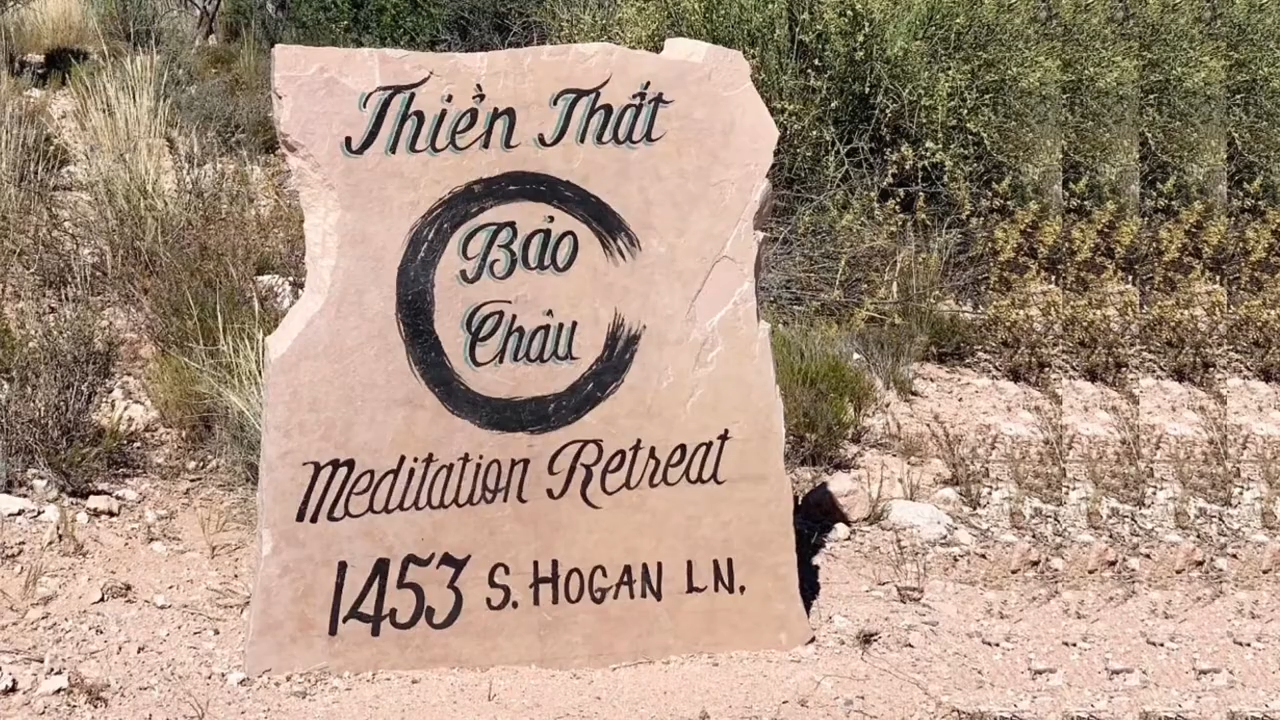 Thiền Thất
Bảo
Châu
Meditation Retreat
1453 S. HOGAN LN.